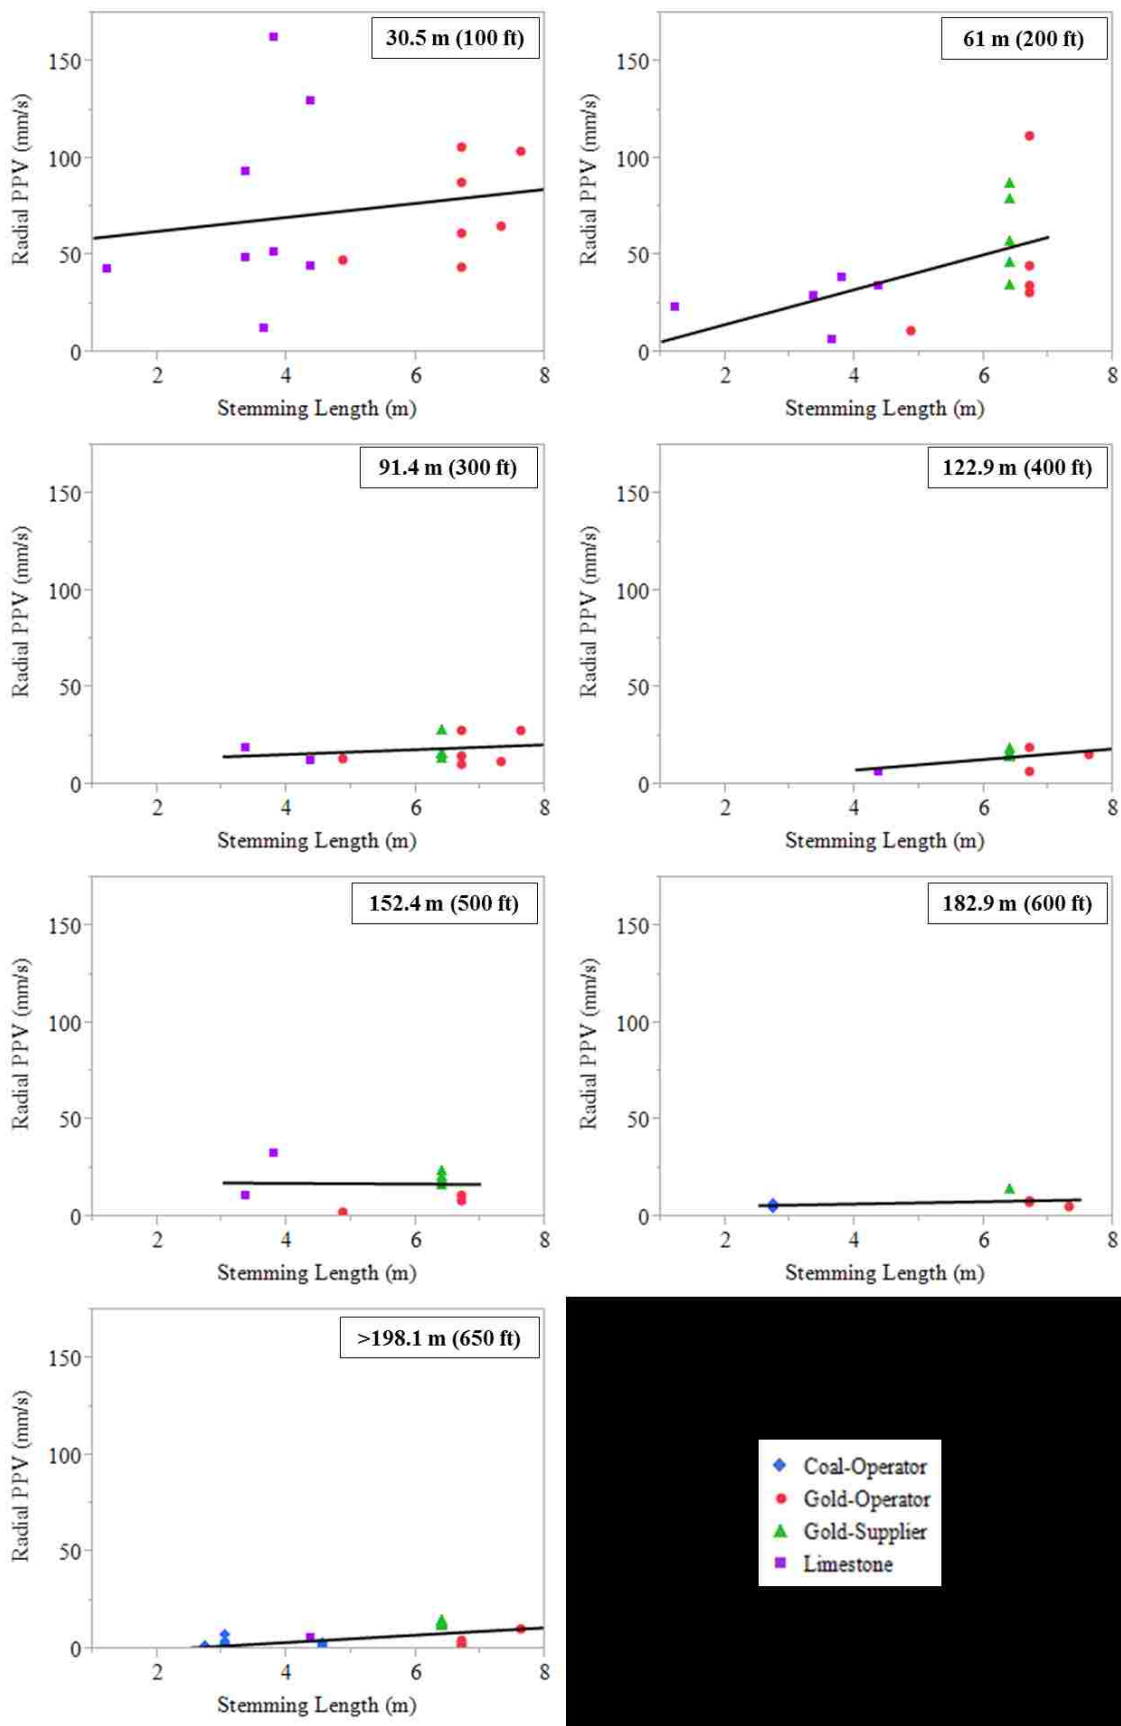 30.5 m (100 ft)
Radial PPV (mm/s)
150
100
50
0
2 4 6 8
Stemming Length (m)
61 m (200 ft)
Radial PPV (mm/s)
150
100
50
0
2 4 6 8
Stemming Length (m)
91.4 m (300 ft)
Radial PPV (mm/s)
150
100
50
0
2 4 6 8
Stemming Length (m)
122.9 m (400 ft)
Radial PPV (mm/s)
150
100
50
0
2 4 6 8
Stemming Length (m)
152.4 m (500 ft)
Radial PPV (mm/s)
150
100
50
0
2 4 6 8
Stemming Length (m)
182.9 m (600 ft)
Radial PPV (mm/s)
150
100
50
0
2 4 6 8
Stemming Length (m)
>198.1 m (650 ft)
Radial PPV (mm/s)
150
100
50
0
2 4 6 8
Stemming Length (m)
Coal-Operator
Gold-Operator
Gold-Supplier
Limestone